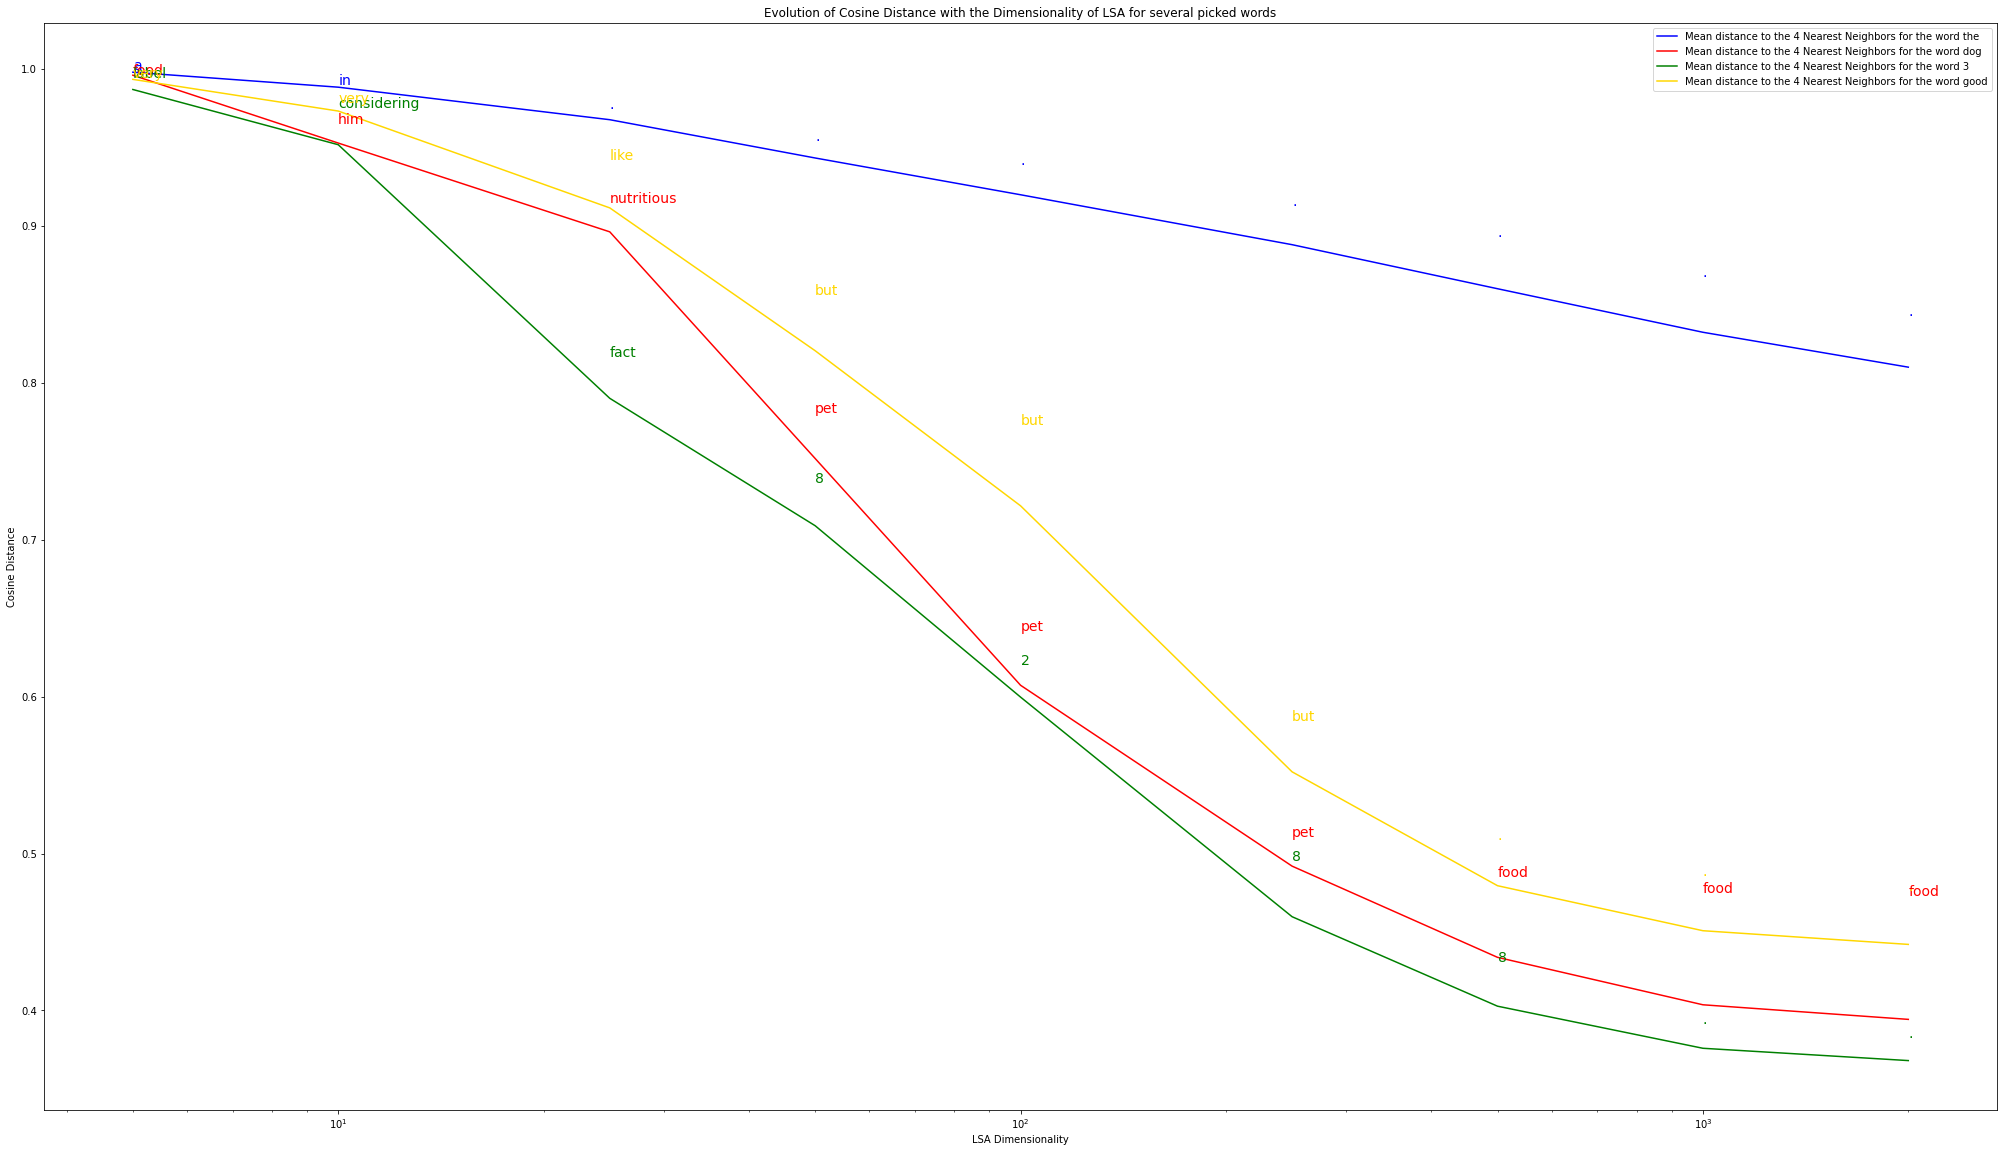 Evolution of Cosine Distance with the Dimensionality of LSA for several picked words
Mean distance to the 4 Nearest Neighbors for the word the
Mean distance to the 4 Nearest Neighbors for the word dog
Mean distance to the 4 Nearest Neighbors for the word 3
Mean distance to the 4 Nearest Neighbors for the word good
1.0
a
food
in
very
considering
him
.
.
like
.
nutritious
.
0.9
.
but
.
.
fact
0.8
pet
but
8
0.7
pet
2
0.6
but
pet
8
.
food
.
food
food
0.5
8
0.4
.
.
Cosine Distance
10¹
10²
10³
LSA Dimensionality